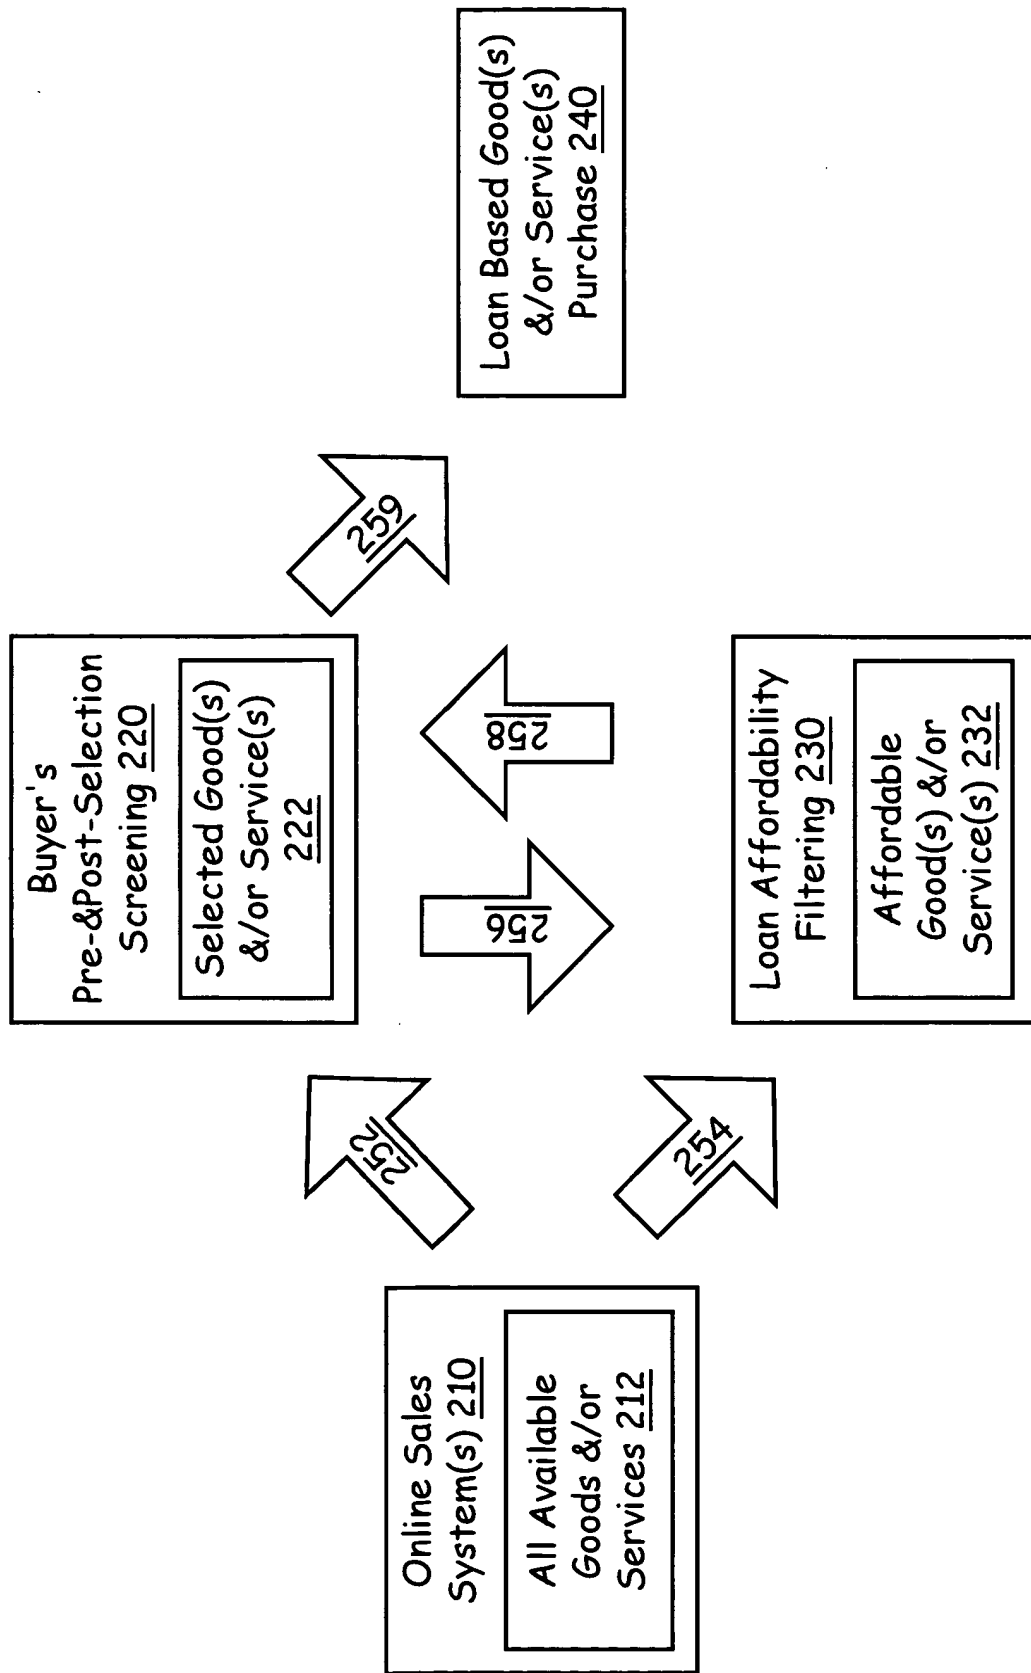 Online Sales
System(s) 210
All Available
Goods &/or
Services 212
252
254
Buyer's
Pre-&Post-Selection
Screening 220
Selected Good(s)
&/or Service(s)
222
256
258
Loan Affordability
Filtering 230
Affordable
Good(s) &/or
Service(s) 232
259
Loan Based Good(s)
&/or Service(s)
Purchase 240